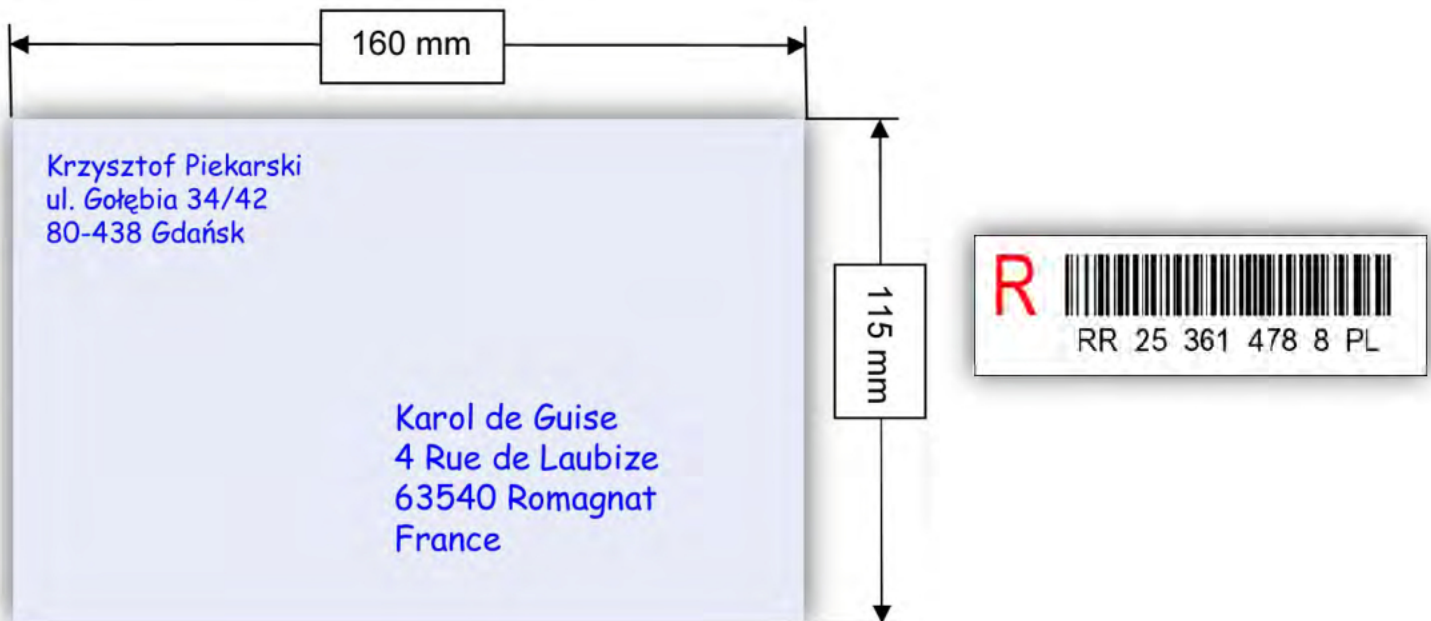 160 mm
Krzysztof Piekarski
ul. Gołębia 34/42
80-438 Gdańsk
115 mm
Karol de Guise
4 Rue de Laubize
63540 Romagnat
France
R
RR 25 361 478 8 PL